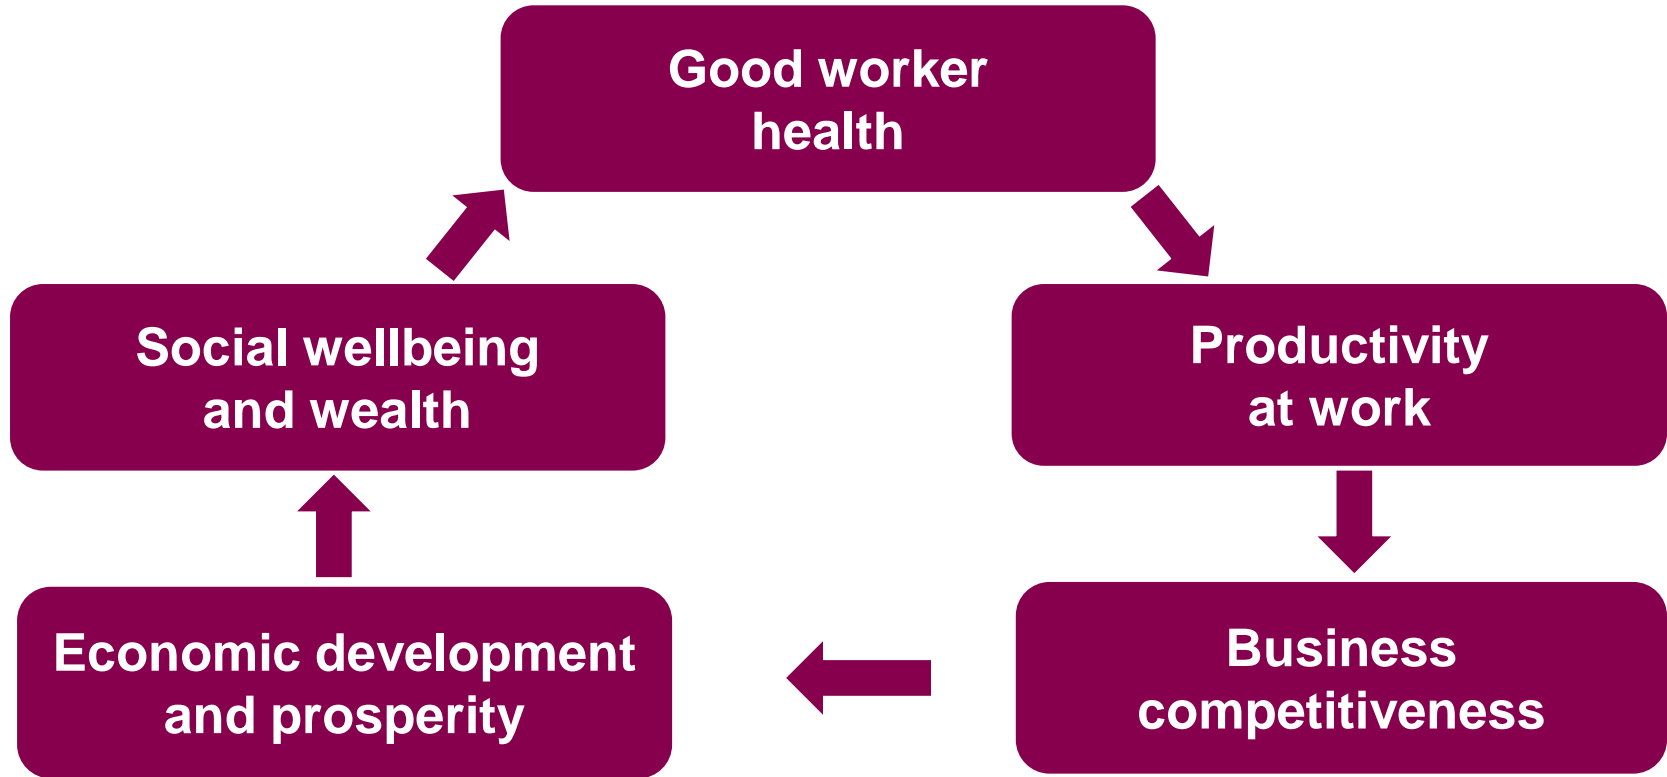 Good worker
health
Social wellbeing
and wealth
Productivity
at work
Economic development
and prosperity
Business
competitiveness